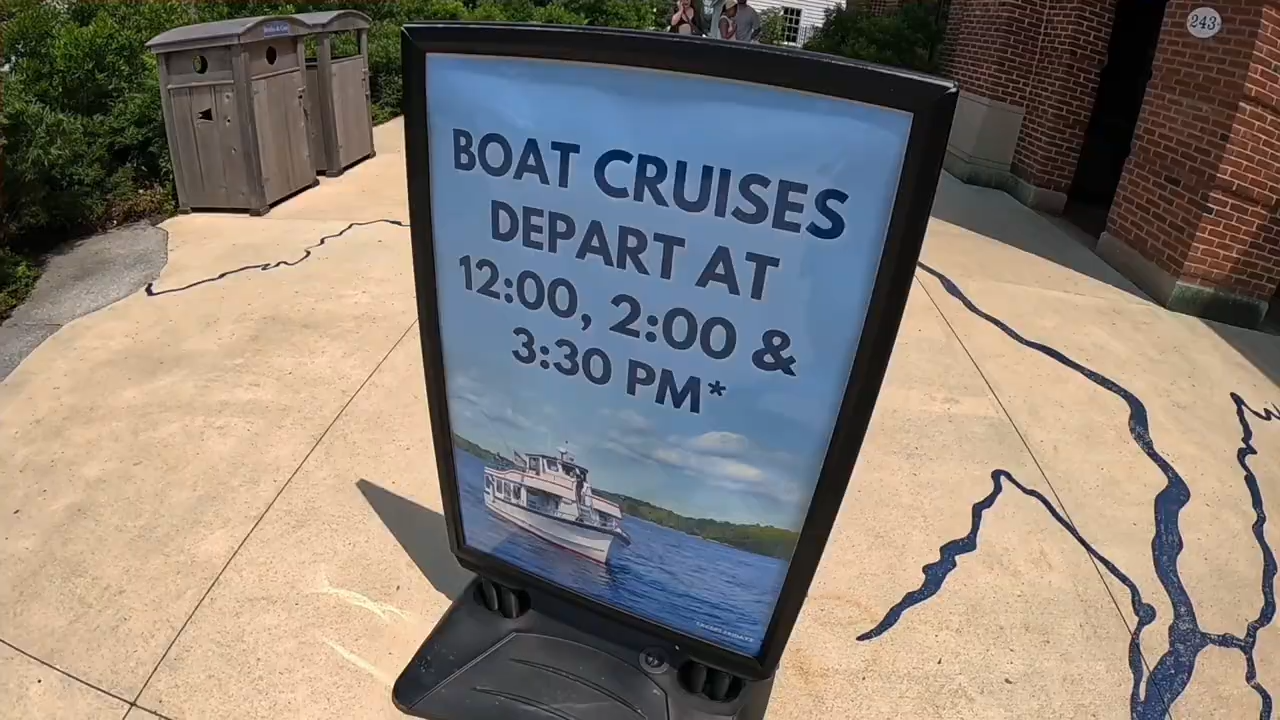 BOAT CRUISES
DEPART AT
12:00, 2:00 &
3:30 PM*
243